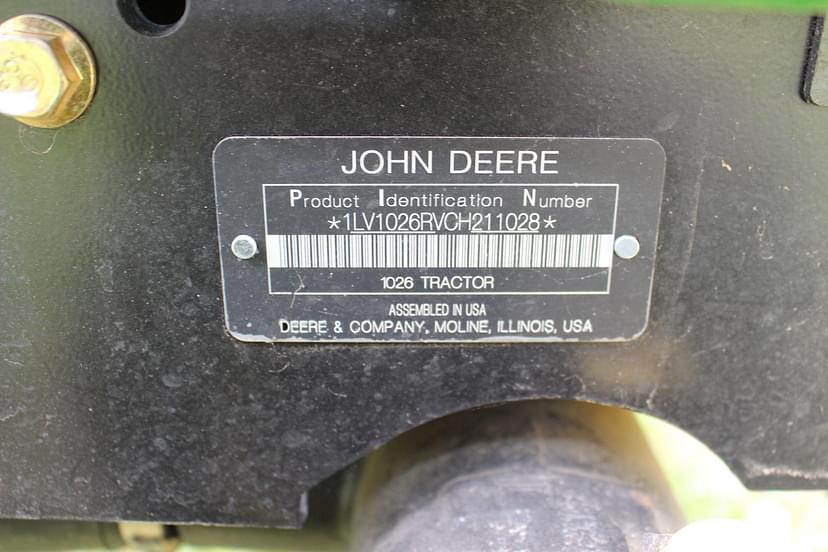 JOHN DEERE
Product Identification Number
*1LV1026RVCH211028*
1026 TRACTOR
ASSEMBLED IN USA
DEERE & COMPANY, MOLINE, ILLINOIS, USA